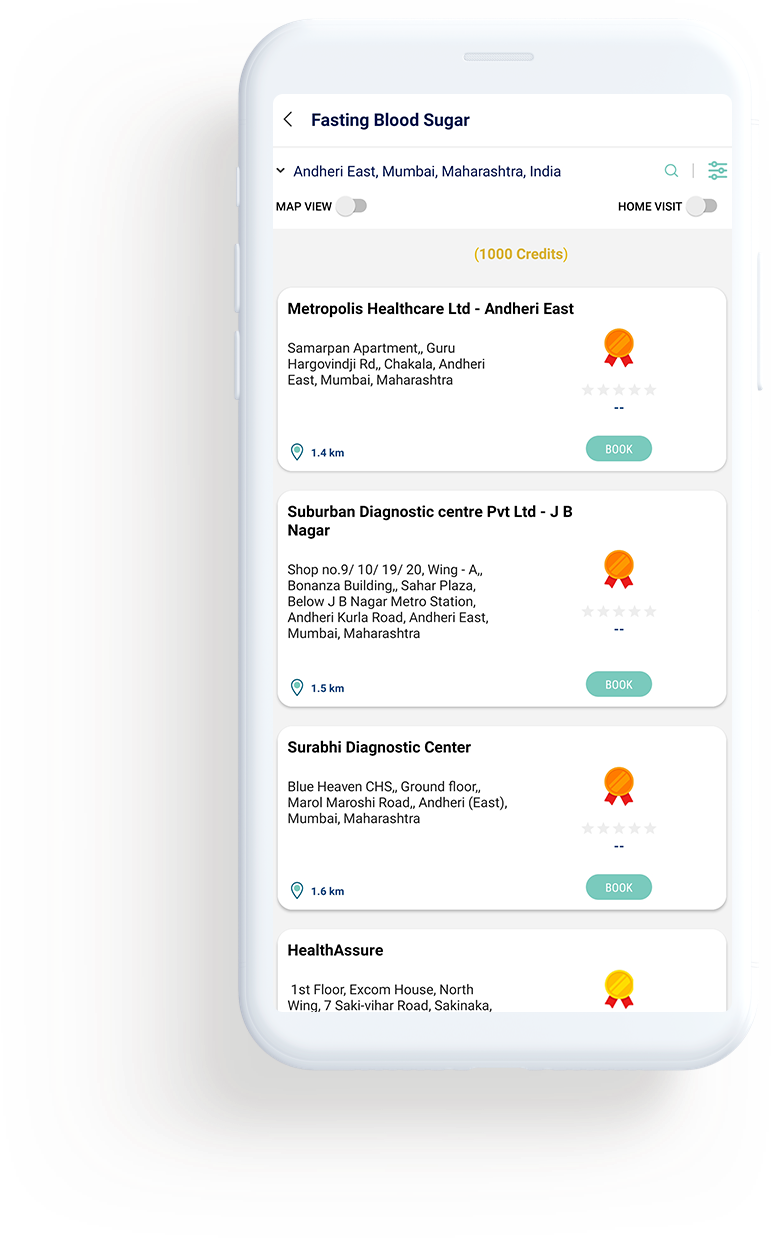 Fasting Blood Sugar
Andheri East, Mumbai, Maharashtra, India
MAP VIEW HOME VISIT
(1000 Credits)
Metropolis Healthcare Ltd - Andheri East
Samarpan Apartment,, Guru
Hargovindji Rd,, Chakala, Andheri
East, Mumbai, Maharashtra
--
1.4 km
BOOK
Suburban Diagnostic centre Pvt Ltd - J B
Nagar
Shop no.9/ 10/ 19/ 20, Wing - A,,
Bonanza Building,, Sahar Plaza,
Below J B Nagar Metro Station,
Andheri Kurla Road, Andheri East,
Mumbai, Maharashtra
--
1.5 km
BOOK
Surabhi Diagnostic Center
Blue Heaven CHS,, Ground floor,,
Marol Maroshi Road,, Andheri (East),
Mumbai, Maharashtra
--
1.6 km
BOOK
HealthAssure
1st Floor, Excom House, North
Wing, 7 Saki-vihar Road, Sakinaka,